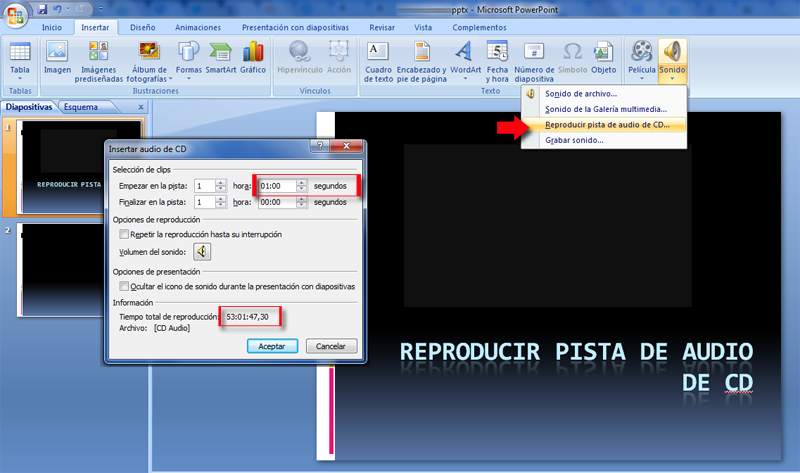 pptx - Microsoft PowerPoint
Inicio Insertar Diseño Animaciones Presentación con diapositivas Revisar Vista Complementos
Tabla
Imagen
Imágenes
prediseñadas
Álbum de
fotografías
Formas
SmartArt
Gráfico
Hipervínculo
Acción
Cuadro
de texto
Encabezado y
pie de página
WordArt
Fecha
y hora
Número de
diapositiva
Símbolo
Objeto
Película
Sonido
Tablas Ilustraciones Vínculos Texto
Sonido de archivo...
Sonido de la Galería multimedia...
Reproducir pista de audio de CD...
Grabar sonido...
Diapositivas Esquema x
1
REPRODUCIR PISTA
2
Insertar audio de CD
Selección de clips
Empezar en la pista: 1 hora: 01:00 segundos
Finalizar en la pista: 1 hora: 00:00 segundos
Opciones de reproducción
Repetir la reproducción hasta su interrupción
Volumen del sonido:
Opciones de presentación
Ocultar el icono de sonido durante la presentación con diapositivas
Información
Tiempo total de reproducción: 53:01:47,30
Archivo: [CD Audio]
Aceptar Cancelar
REPRODUCIR PISTA DE AUDIO
DE CD